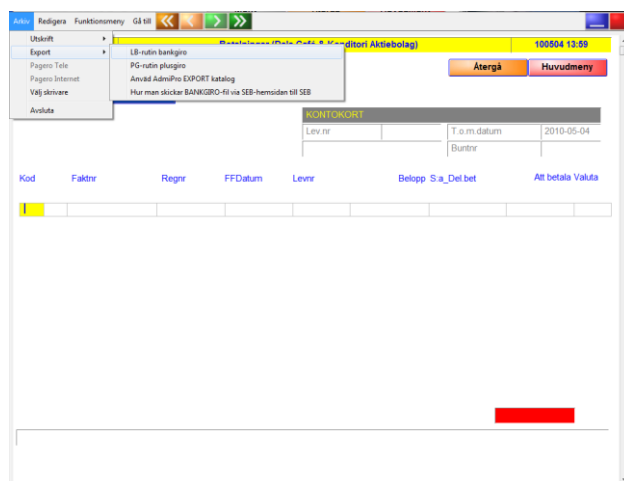 Arkiv Redigera Funktionsmeny Gå till
Utskrift
Export
Pagero Tele
Pagero Internet
Välj skrivare
Avsluta
LB-rutin bankgiro
PG-rutin plusgiro
Använd AdmiPro EXPORT katalog
Hur man skickar BANKGIRO-fil via SEB-hemsidan till SEB
Konditori Aktiebolag) 100504 13:59
Återgå Huvudmeny
KONTOKORT
Lev.nr T.o.m.datum 2010-05-04
Buntnr
Kod Faktnr Regnr FFDatum Levnr Belopp S:a_Del.bet Att betala Valuta